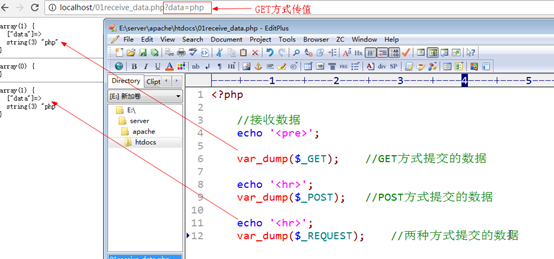 localhost/01receive_data.php?data=php
GET方式传值
array(1) {
["data"]=>
string(3) "php"
}
array(0) {
}
array(1) {
["data"]=>
string(3) "php
}
E:\server\apache\htdocs\01receive_data.php - EditPlus
File Edit View Search Document Project Tools Browser ZC Window Help
Directory Clipt
[E:] 新加卷
E:\
server
apache
htdocs
1 2 3 4 5
1 <?php
2
3 //接收数据
4 echo '<pre>';
5
6 var_dump($_GET); //GET方式提交的数据
7
8 echo '<hr>';
9 var_dump($_POST); //POST方式提交的数据
10
11 echo '<hr>';
12 var_dump($_REQUEST); //两种方式提交的数据